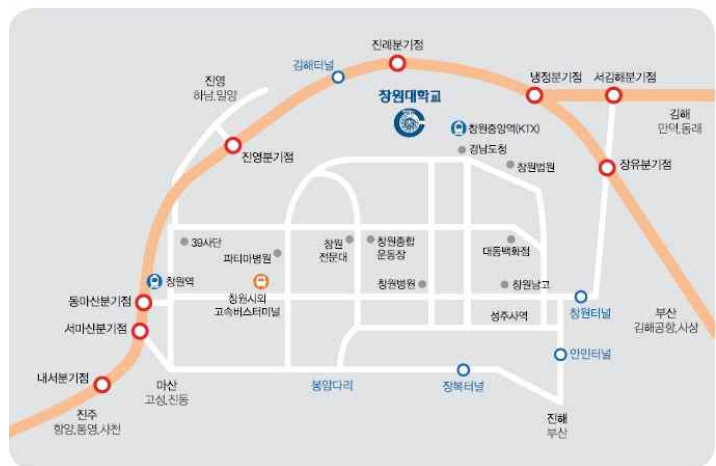 진례분기점
김해터널
냉정분기점
서김해분기점
진영
하남,밀양
창원대학교
김해
만덕,동래
창원중앙역(KTX)
경남도청
창원법원
진영분기점
장유분기점
39사단
파티마병원
창원
전문대
창원종합
운동장
대동백화점
창원역
창원시외
고속버스터미널
창원병원
창원남고
동마산분기점
서마산분기점
성주사역
창원터널
부산
김해공항,사상
안민터널
내서분기점
마산
고성,진동
봉암다리
장복터널
진주
함양,통영,사천
진해
부산